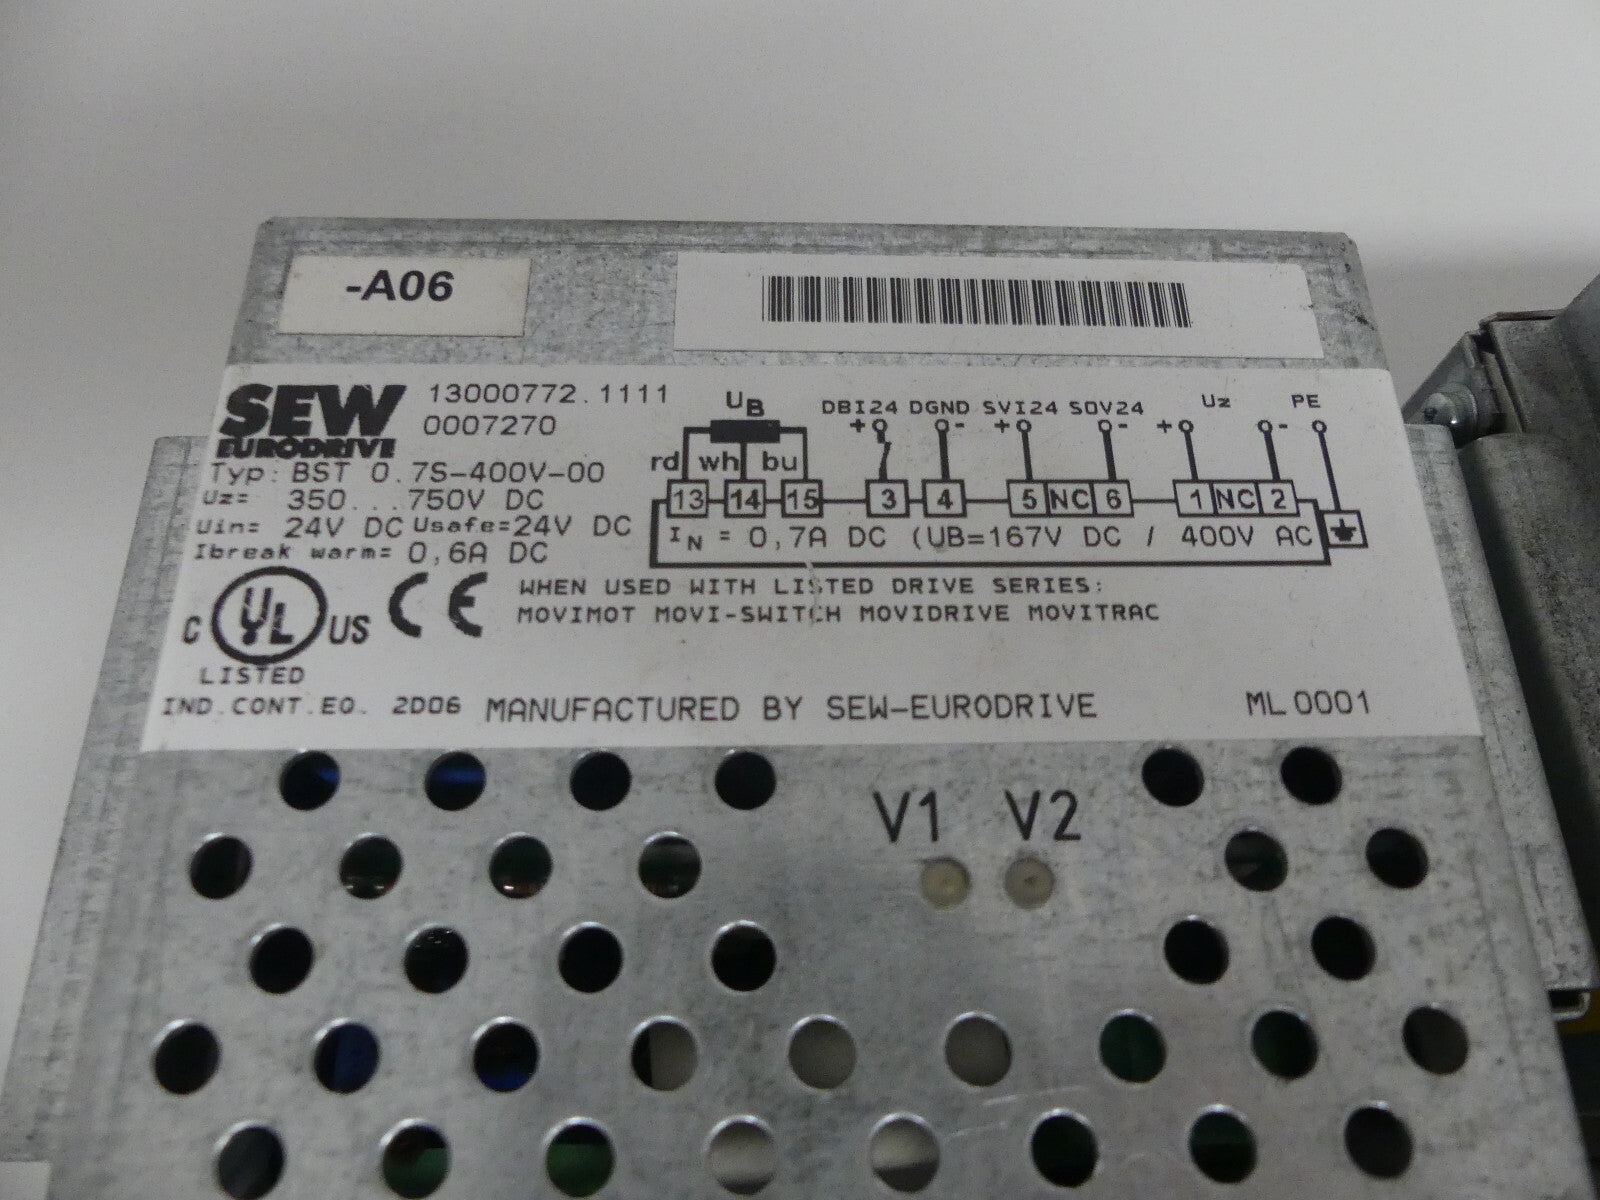 -A06
SEW
EURODRIVE
13000772.1111
0007270
Typ: BST 0.7S-400V-00
Uz= 350...750V DC
Uin= 24V DC Usafe=24V DC
Ibreak warm= 0,6A DC
UB
DBI24 DGND SVI24 SOV24 Uz PE
+ - + - + -
rd wh bu
13 14 15 3 4 5 NC 6 1 NC 2
IN = 0,7A DC (UB=167V DC / 400V AC
C UL US
LISTED
CE
WHEN USED WITH LISTED DRIVE SERIES:
MOVIMOT MOVI-SWITCH MOVIDRIVE MOVITRAC
IND.CONT.EQ. 2D06 MANUFACTURED BY SEW-EURODRIVE ML 0001
V1 V2